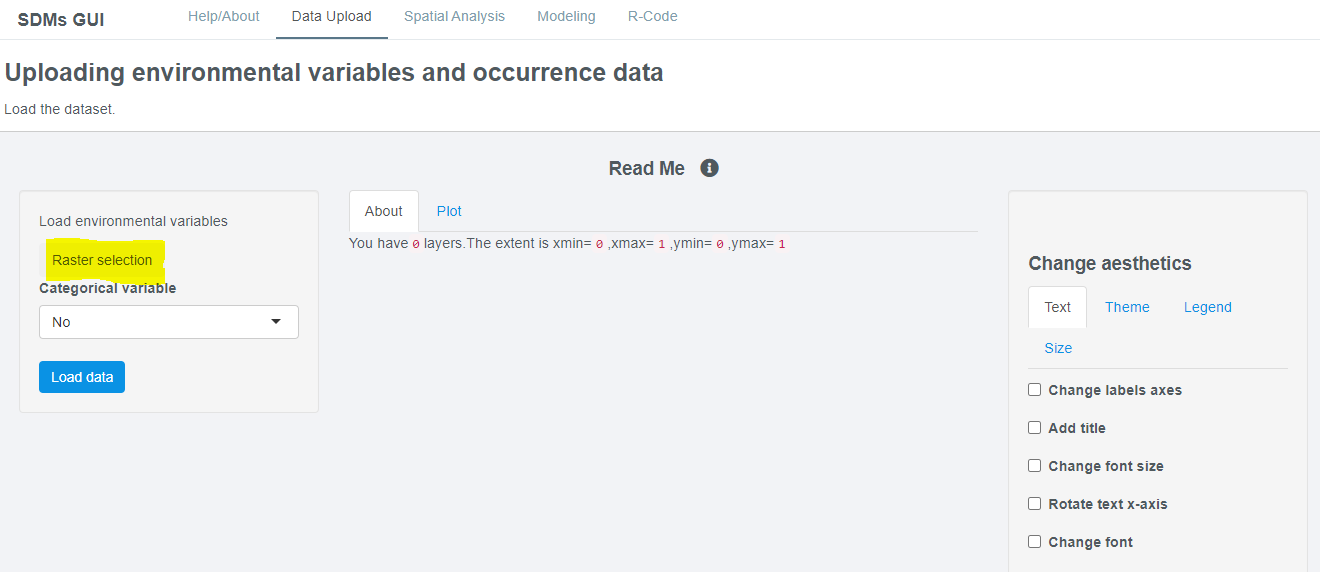 SDMs GUI
Help/About
Data Upload
Spatial Analysis
Modeling
R-Code
Uploading environmental variables and occurrence data
Load the dataset.
Read Me
Load environmental variables
Raster selection
Categorical variable
No
Load data
About
Plot
You have 0 layers.The extent is xmin= 0 ,xmax= 1 ,ymin= 0 ,ymax= 1
Change aesthetics
Text
Theme
Legend
Size
Change labels axes
Add title
Change font size
Rotate text x-axis
Change font